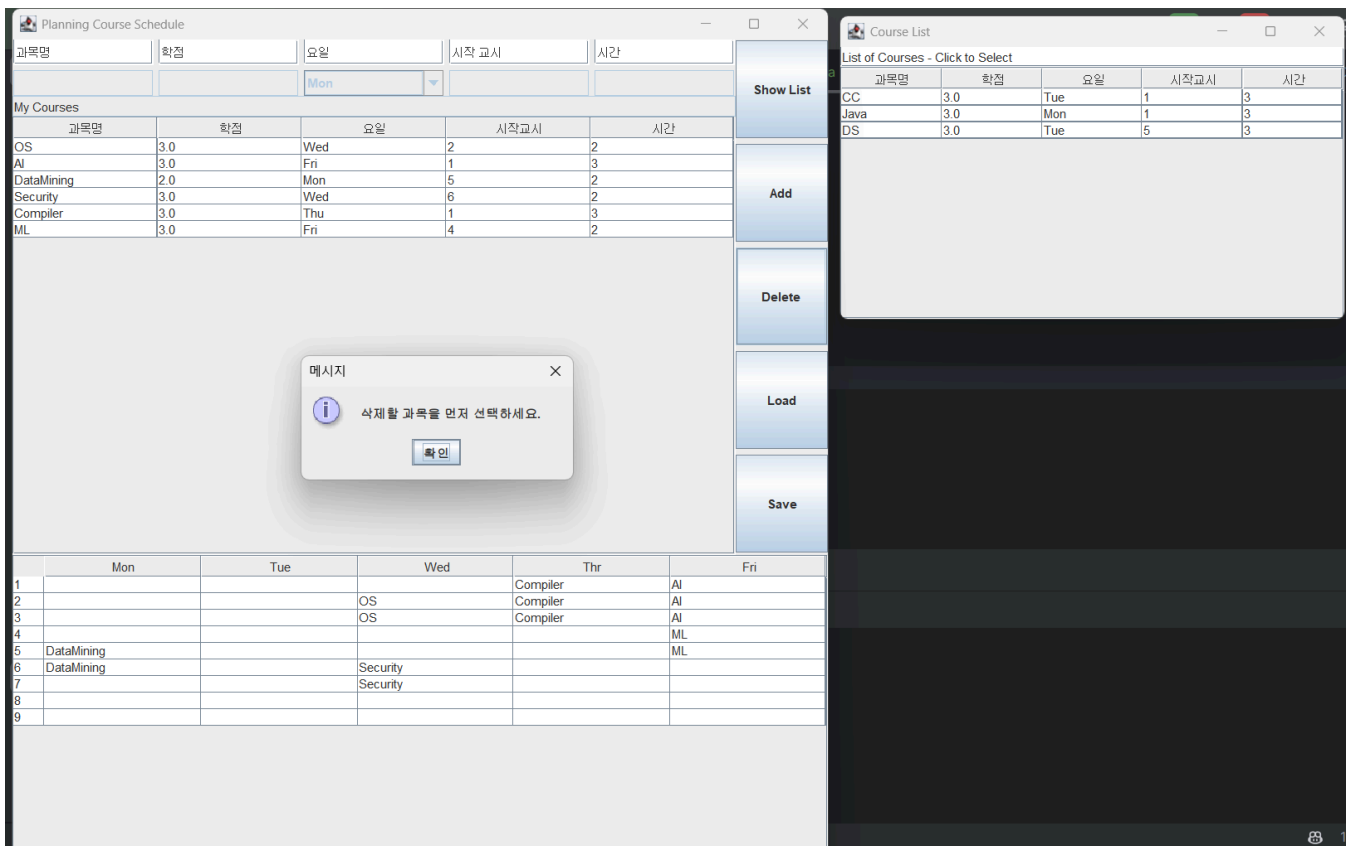 Planning Course Schedule
과목명 학점 요일 시작 교시 시간
Mon
Show List
My Courses
과목명 학점 요일 시작교시 시간
OS 3.0 Wed 2 2
AI 3.0 Fri 1 3
DataMining 2.0 Mon 5 2
Security 3.0 Wed 6 2
Compiler 3.0 Thu 1 3
ML 3.0 Fri 4 2
Add
Delete
Load
Save
메시지
삭제할 과목을 먼저 선택하세요.
확인
Mon Tue Wed Thr Fri
1 Compiler AI
2 OS Compiler AI
3 OS Compiler AI
4 ML
5 DataMining ML
6 DataMining Security
7 Security
8
9
Course List
List of Courses - Click to Select
과목명 학점 요일 시작교시 시간
CC 3.0 Tue 1 3
Java 3.0 Mon 1 3
DS 3.0 Tue 5 3